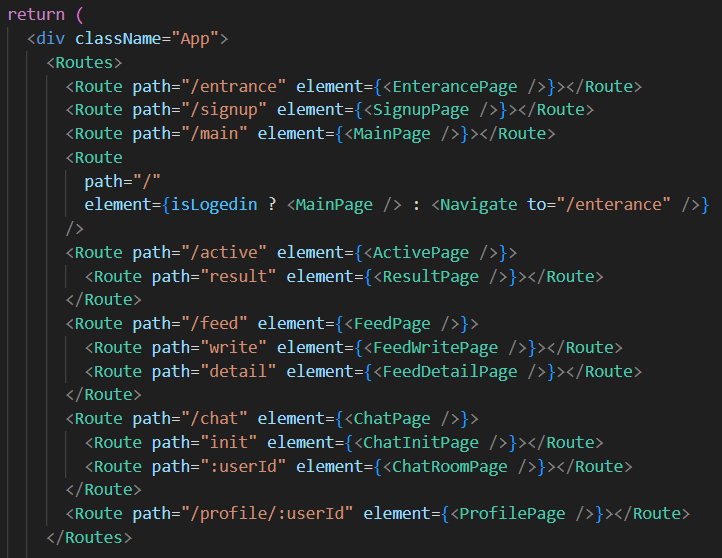 return (
<div className="App">
<Routes>
<Route path="/entrance" element={<EnterancePage />}></Route>
<Route path="/signup" element={<SignupPage />}></Route>
<Route path="/main" element={<MainPage />}></Route>
<Route
path="/"
element={isLogedin ? <MainPage /> : <Navigate to="/enterance" />}
/>
<Route path="/active" element={<ActivePage />}>
<Route path="result" element={<ResultPage />}></Route>
</Route>
<Route path="/feed" element={<FeedPage />}>
<Route path="write" element={<FeedWritePage />}></Route>
<Route path="detail" element={<FeedDetailPage />}></Route>
</Route>
<Route path="/chat" element={<ChatPage />}>
<Route path="init" element={<ChatInitPage />}></Route>
<Route path=":userId" element={<ChatRoomPage />}></Route>
</Route>
<Route path="/profile/:userId" element={<ProfilePage />}></Route>
</Routes>